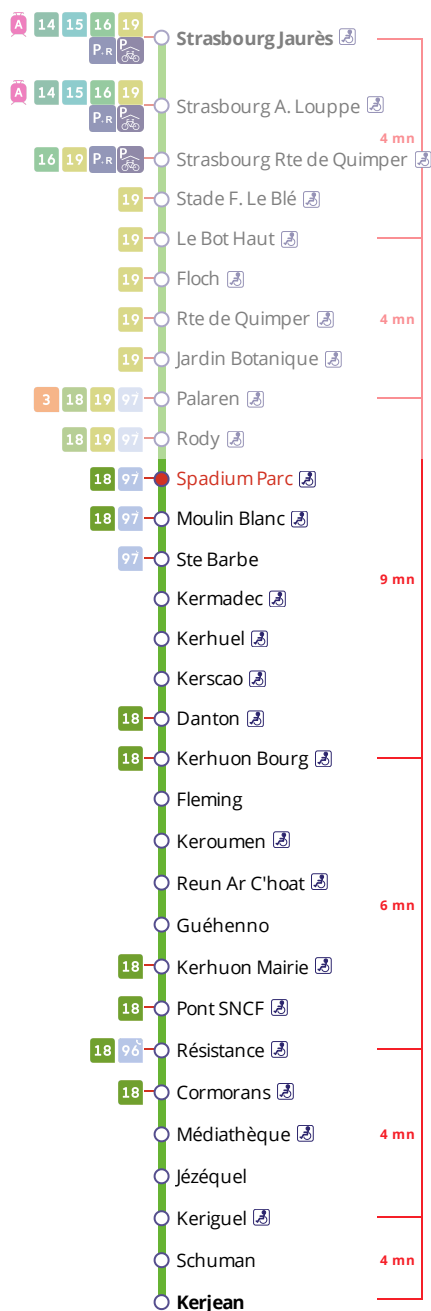 A 14 15 16 19
P+R P
Strasbourg Jaurès
A 14 15 16 19
P+R P
Strasbourg A. Louppe
4 mn
16 19 P+R P Strasbourg Rte de Quimper
19 Stade F. Le Blé
19 Le Bot Haut
19 Floch
19 Rte de Quimper 4 mn
19 Jardin Botanique
3 18 19 97 Palaren
18 19 97 Rody
18 97 Spadium Parc
18 97 Moulin Blanc
97 Ste Barbe
9 mn
Kermadec
Kerhuel
Kerscao
18 Danton
18 Kerhuon Bourg
Fleming
Keroumen
Reun Ar C'hoat
6 mn
Guéhenno
18 Kerhuon Mairie
18 Pont SNCF
18 96 Résistance
18 Cormorans
Médiathèque 4 mn
Jézéquel
Keriguel
Schuman 4 mn
Kerjean